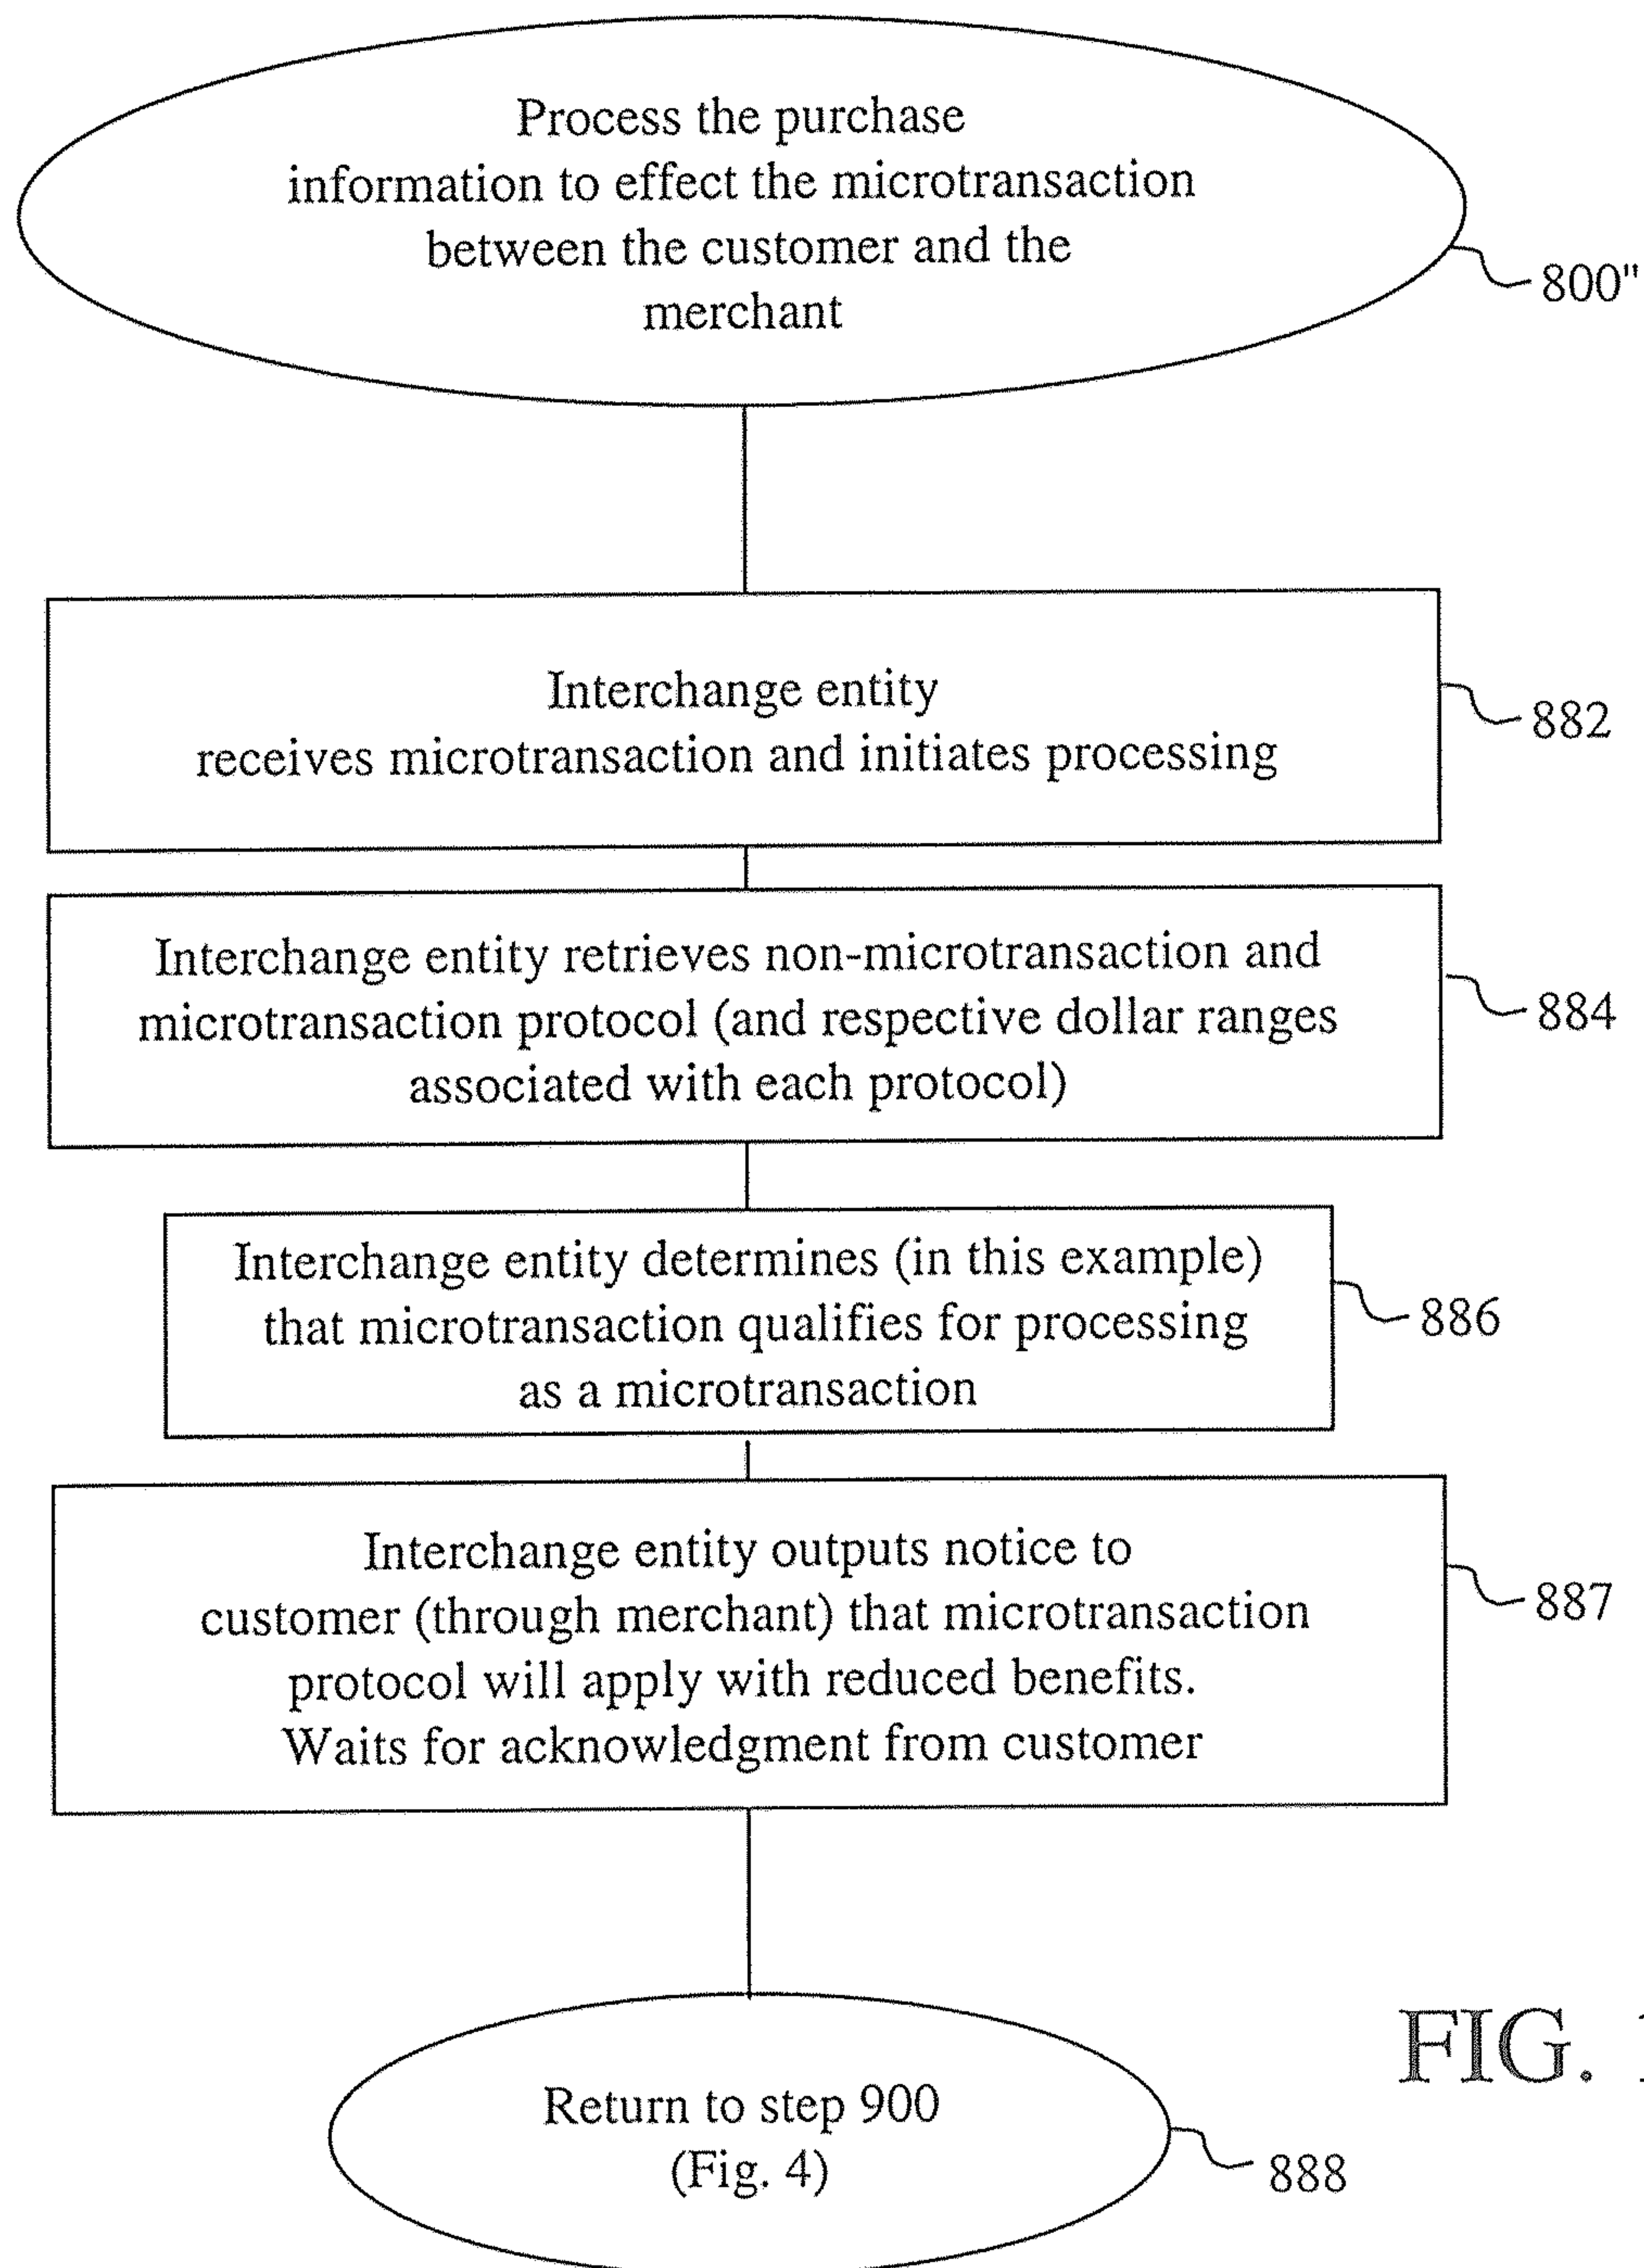 Process the purchase
information to effect the microtransaction
between the customer and the
merchant
800"
Interchange entity
receives microtransaction and initiates processing
882
Interchange entity retrieves non-microtransaction and
microtransaction protocol (and respective dollar ranges
associated with each protocol)
884
Interchange entity determines (in this example)
that microtransaction qualifies for processing
as a microtransaction
886
Interchange entity outputs notice to
customer (through merchant) that microtransaction
protocol will apply with reduced benefits.
Waits for acknowledgment from customer
887
Return to step 900
(Fig. 4)
888
FIG.